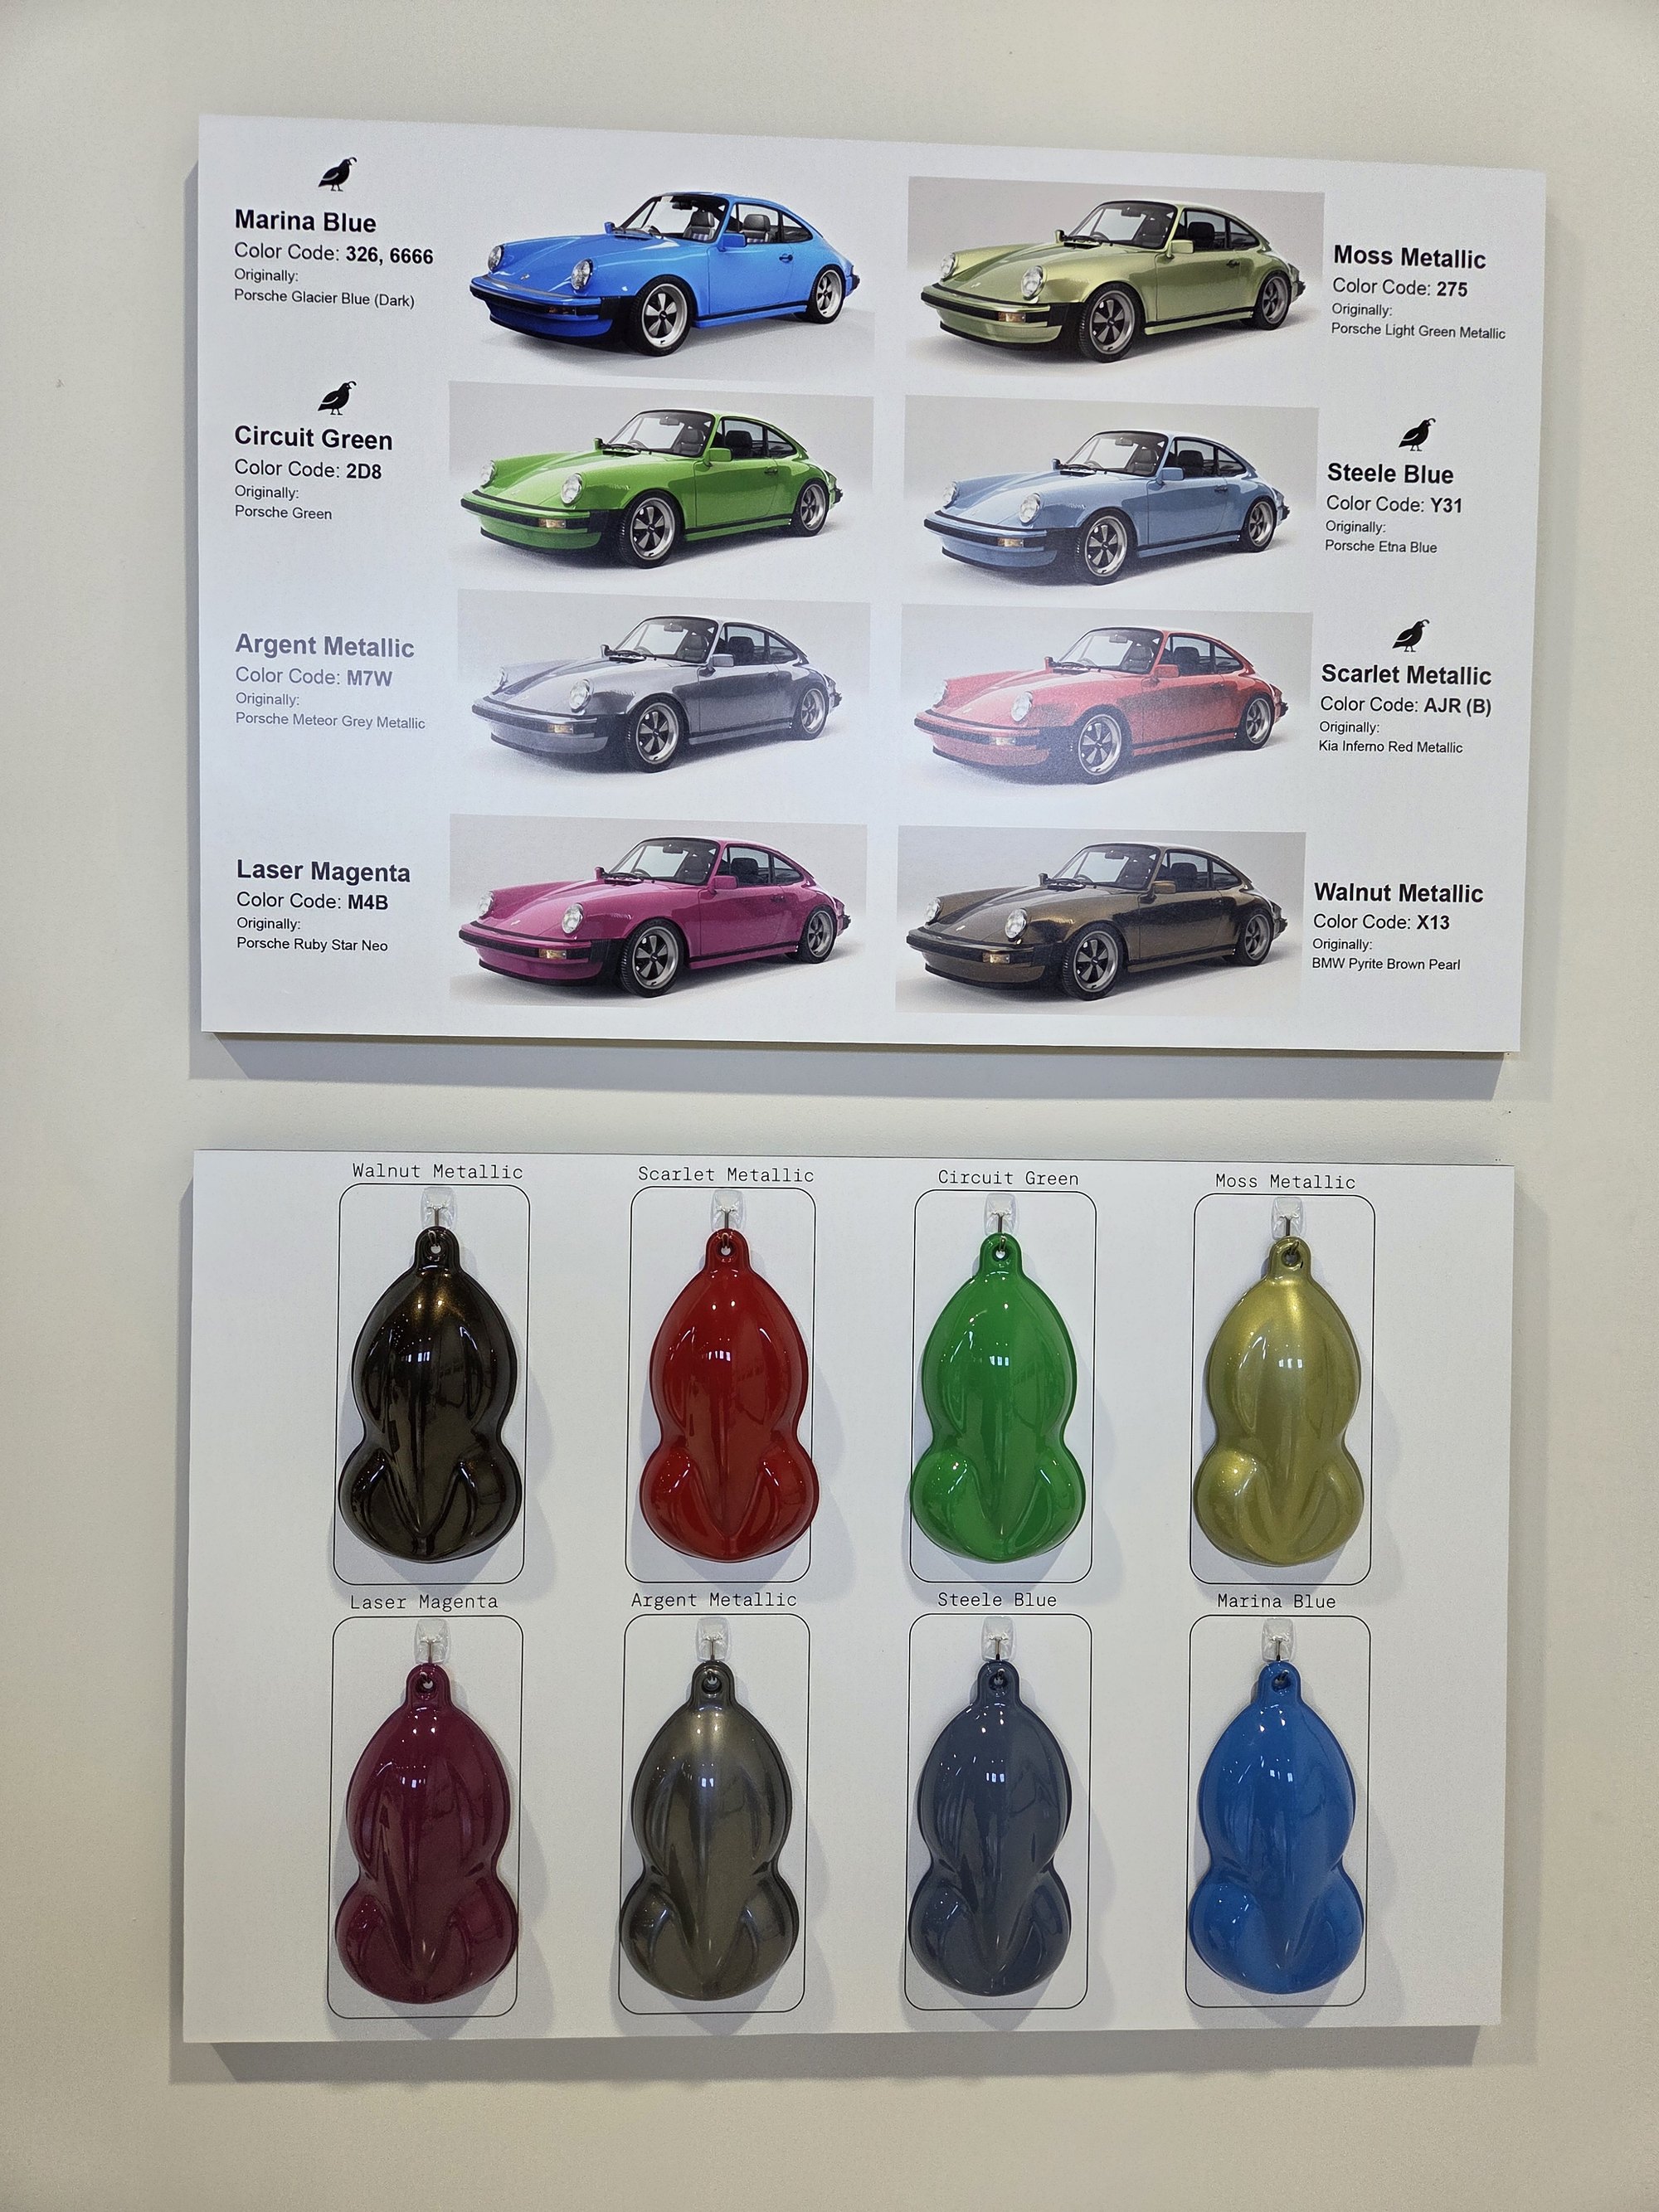 Marina Blue
Color Code: 326, 6666
Originally:
Porsche Glacier Blue (Dark)
Moss Metallic
Color Code: 275
Originally:
Porsche Light Green Metallic
Circuit Green
Color Code: 2D8
Originally:
Porsche Green
Steele Blue
Color Code: Y31
Originally:
Porsche Etna Blue
Argent Metallic
Color Code: M7W
Originally:
Porsche Meteor Grey Metallic
Scarlet Metallic
Color Code: AJR (B)
Originally:
Kia Inferno Red Metallic
Laser Magenta
Color Code: M4B
Originally:
Porsche Ruby Star Neo
Walnut Metallic
Color Code: X13
Originally:
BMW Pyrite Brown Pearl
Walnut Metallic
Scarlet Metallic
Circuit Green
Moss Metallic
Laser Magenta
Argent Metallic
Steele Blue
Marina Blue